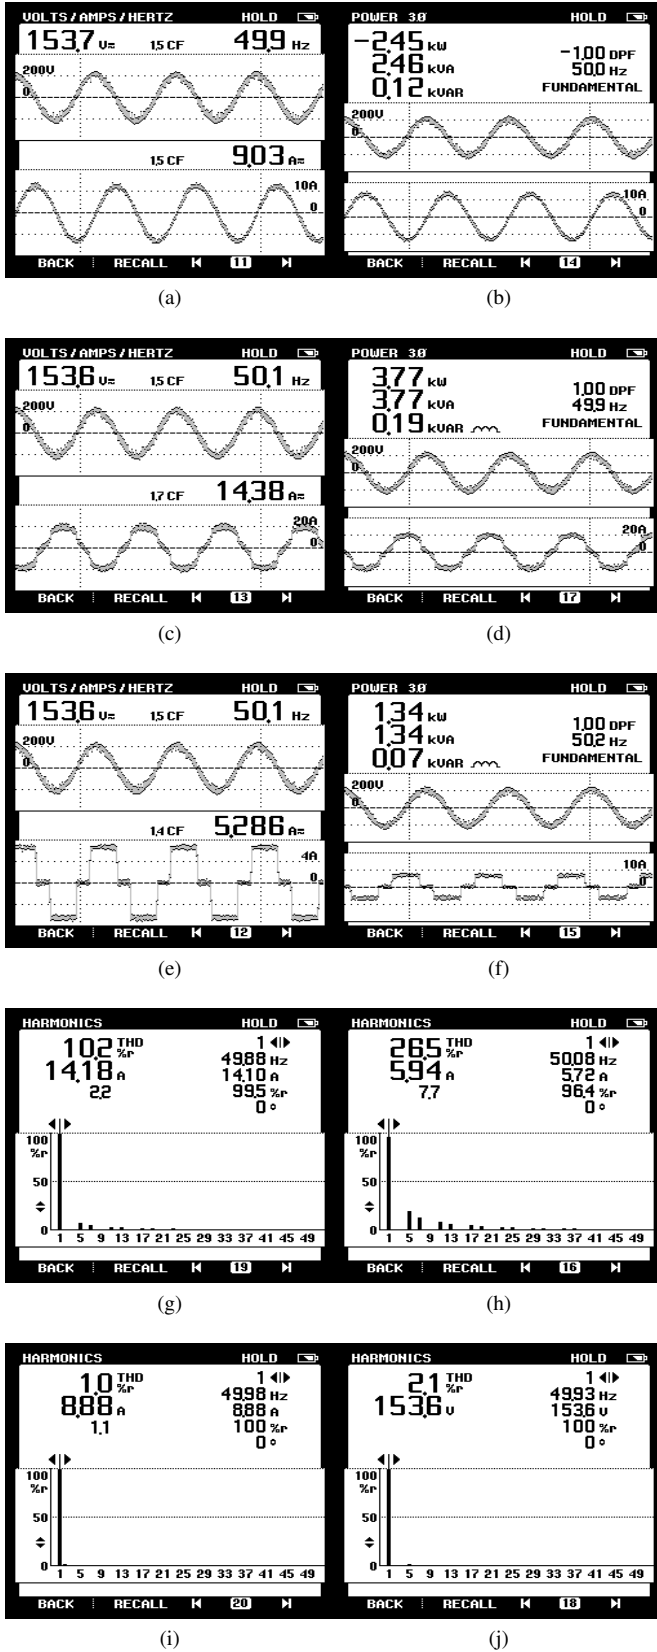 VOLTS/AMPS/HERTZ HOLD
153.7 V≂ 1.5 CF 49.9 Hz
200V
0
1.5 CF 9.03 A≂
10A
0
BACK RECALL 11
(a)
POWER 3.0 HOLD
-2.45 kW
2.46 kVA
0.12 kVAR
-1.00 DPF
50.0 Hz
FUNDAMENTAL
200V
0
10A
0
BACK RECALL 14
(b)
VOLTS/AMPS/HERTZ HOLD
153.6 V≂ 1.5 CF 50.1 Hz
200V
0
1.7 CF 14.38 A≂
20A
0
BACK RECALL 13
(c)
POWER 3.0 HOLD
3.77 kW
3.77 kVA
0.19 kVAR
1.00 DPF
49.9 Hz
FUNDAMENTAL
200V
0
20A
0
BACK RECALL 17
(d)
VOLTS/AMPS/HERTZ HOLD
153.6 V≂ 1.5 CF 50.1 Hz
200V
0
1.4 CF 5.286 A≂
4A
0
BACK RECALL 12
(e)
POWER 3.0 HOLD
1.34 kW
1.34 kVA
0.07 kVAR
1.00 DPF
50.2 Hz
FUNDAMENTAL
200V
0
10A
0
BACK RECALL 15
(f)
HARMONICS HOLD
10.2 THD %r
14.18 A
2.2
1
49.88 Hz
14.10 A
99.5 %r
0 °
100
%r
50
0
1 5 9 13 17 21 25 29 33 37 41 45 49
BACK RECALL 19
(g)
HARMONICS HOLD
26.5 THD %r
5.94 A
7.7
1
50.08 Hz
5.72 A
96.4 %r
0 °
100
%r
50
0
1 5 9 13 17 21 25 29 33 37 41 45 49
BACK RECALL 16
(h)
HARMONICS HOLD
1.0 THD %r
8.88 A
1.1
1
49.98 Hz
8.88 A
100 %r
0 °
100
%r
50
0
1 5 9 13 17 21 25 29 33 37 41 45 49
BACK RECALL 20
(i)
HARMONICS HOLD
2.1 THD %r
153.6 V
1
49.93 Hz
153.6 V
100 %r
0 °
100
%r
50
0
1 5 9 13 17 21 25 29 33 37 41 45 49
BACK RECALL 18
(j)